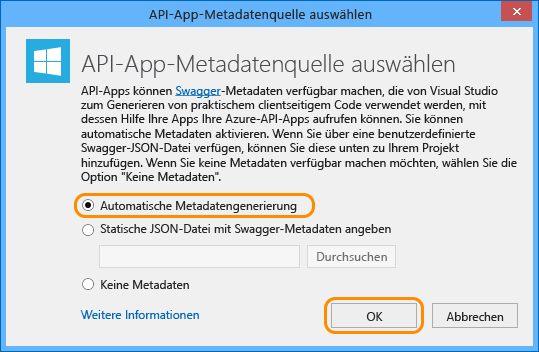 API-App-Metadatenquelle auswählen
API-App-Metadatenquelle auswählen
API-Apps können Swagger-Metadaten verfügbar machen, die von Visual Studio
zum Generieren von praktischem clientseitigem Code verwendet werden, mit
dessen Hilfe Ihre Apps Ihre Azure-API-Apps aufrufen können. Sie können
automatische Metadaten aktivieren. Wenn Sie über eine benutzerdefinierte
Swagger-JSON-Datei verfügen, können Sie diese unten zu Ihrem Projekt
hinzufügen. Wenn Sie keine Metadaten verfügbar machen möchten, wählen Sie die
Option "Keine Metadaten".
Automatische Metadatengenerierung
Statische JSON-Datei mit Swagger-Metadaten angeben
Durchsuchen
Keine Metadaten
Weitere Informationen
OK
Abbrechen